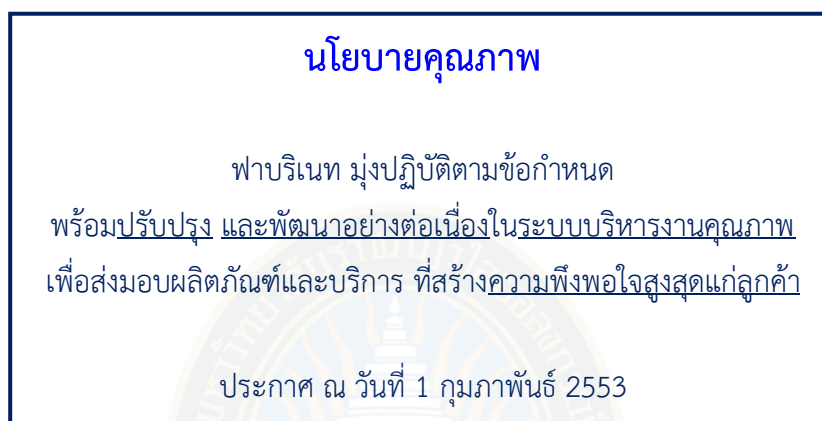 นโยบายคุณภาพ
ฟาบริเนท มุ่งปฏิบัติตามข้อกำหนด
พร้อมปรับปรุง และพัฒนาอย่างต่อเนื่องในระบบบริหารงานคุณภาพ
เพื่อส่งมอบผลิตภัณฑ์และบริการ ที่สร้างความพึงพอใจสูงสุดแก่ลูกค้า
ประกาศ ณ วันที่ 1 กุมภาพันธ์ 2553